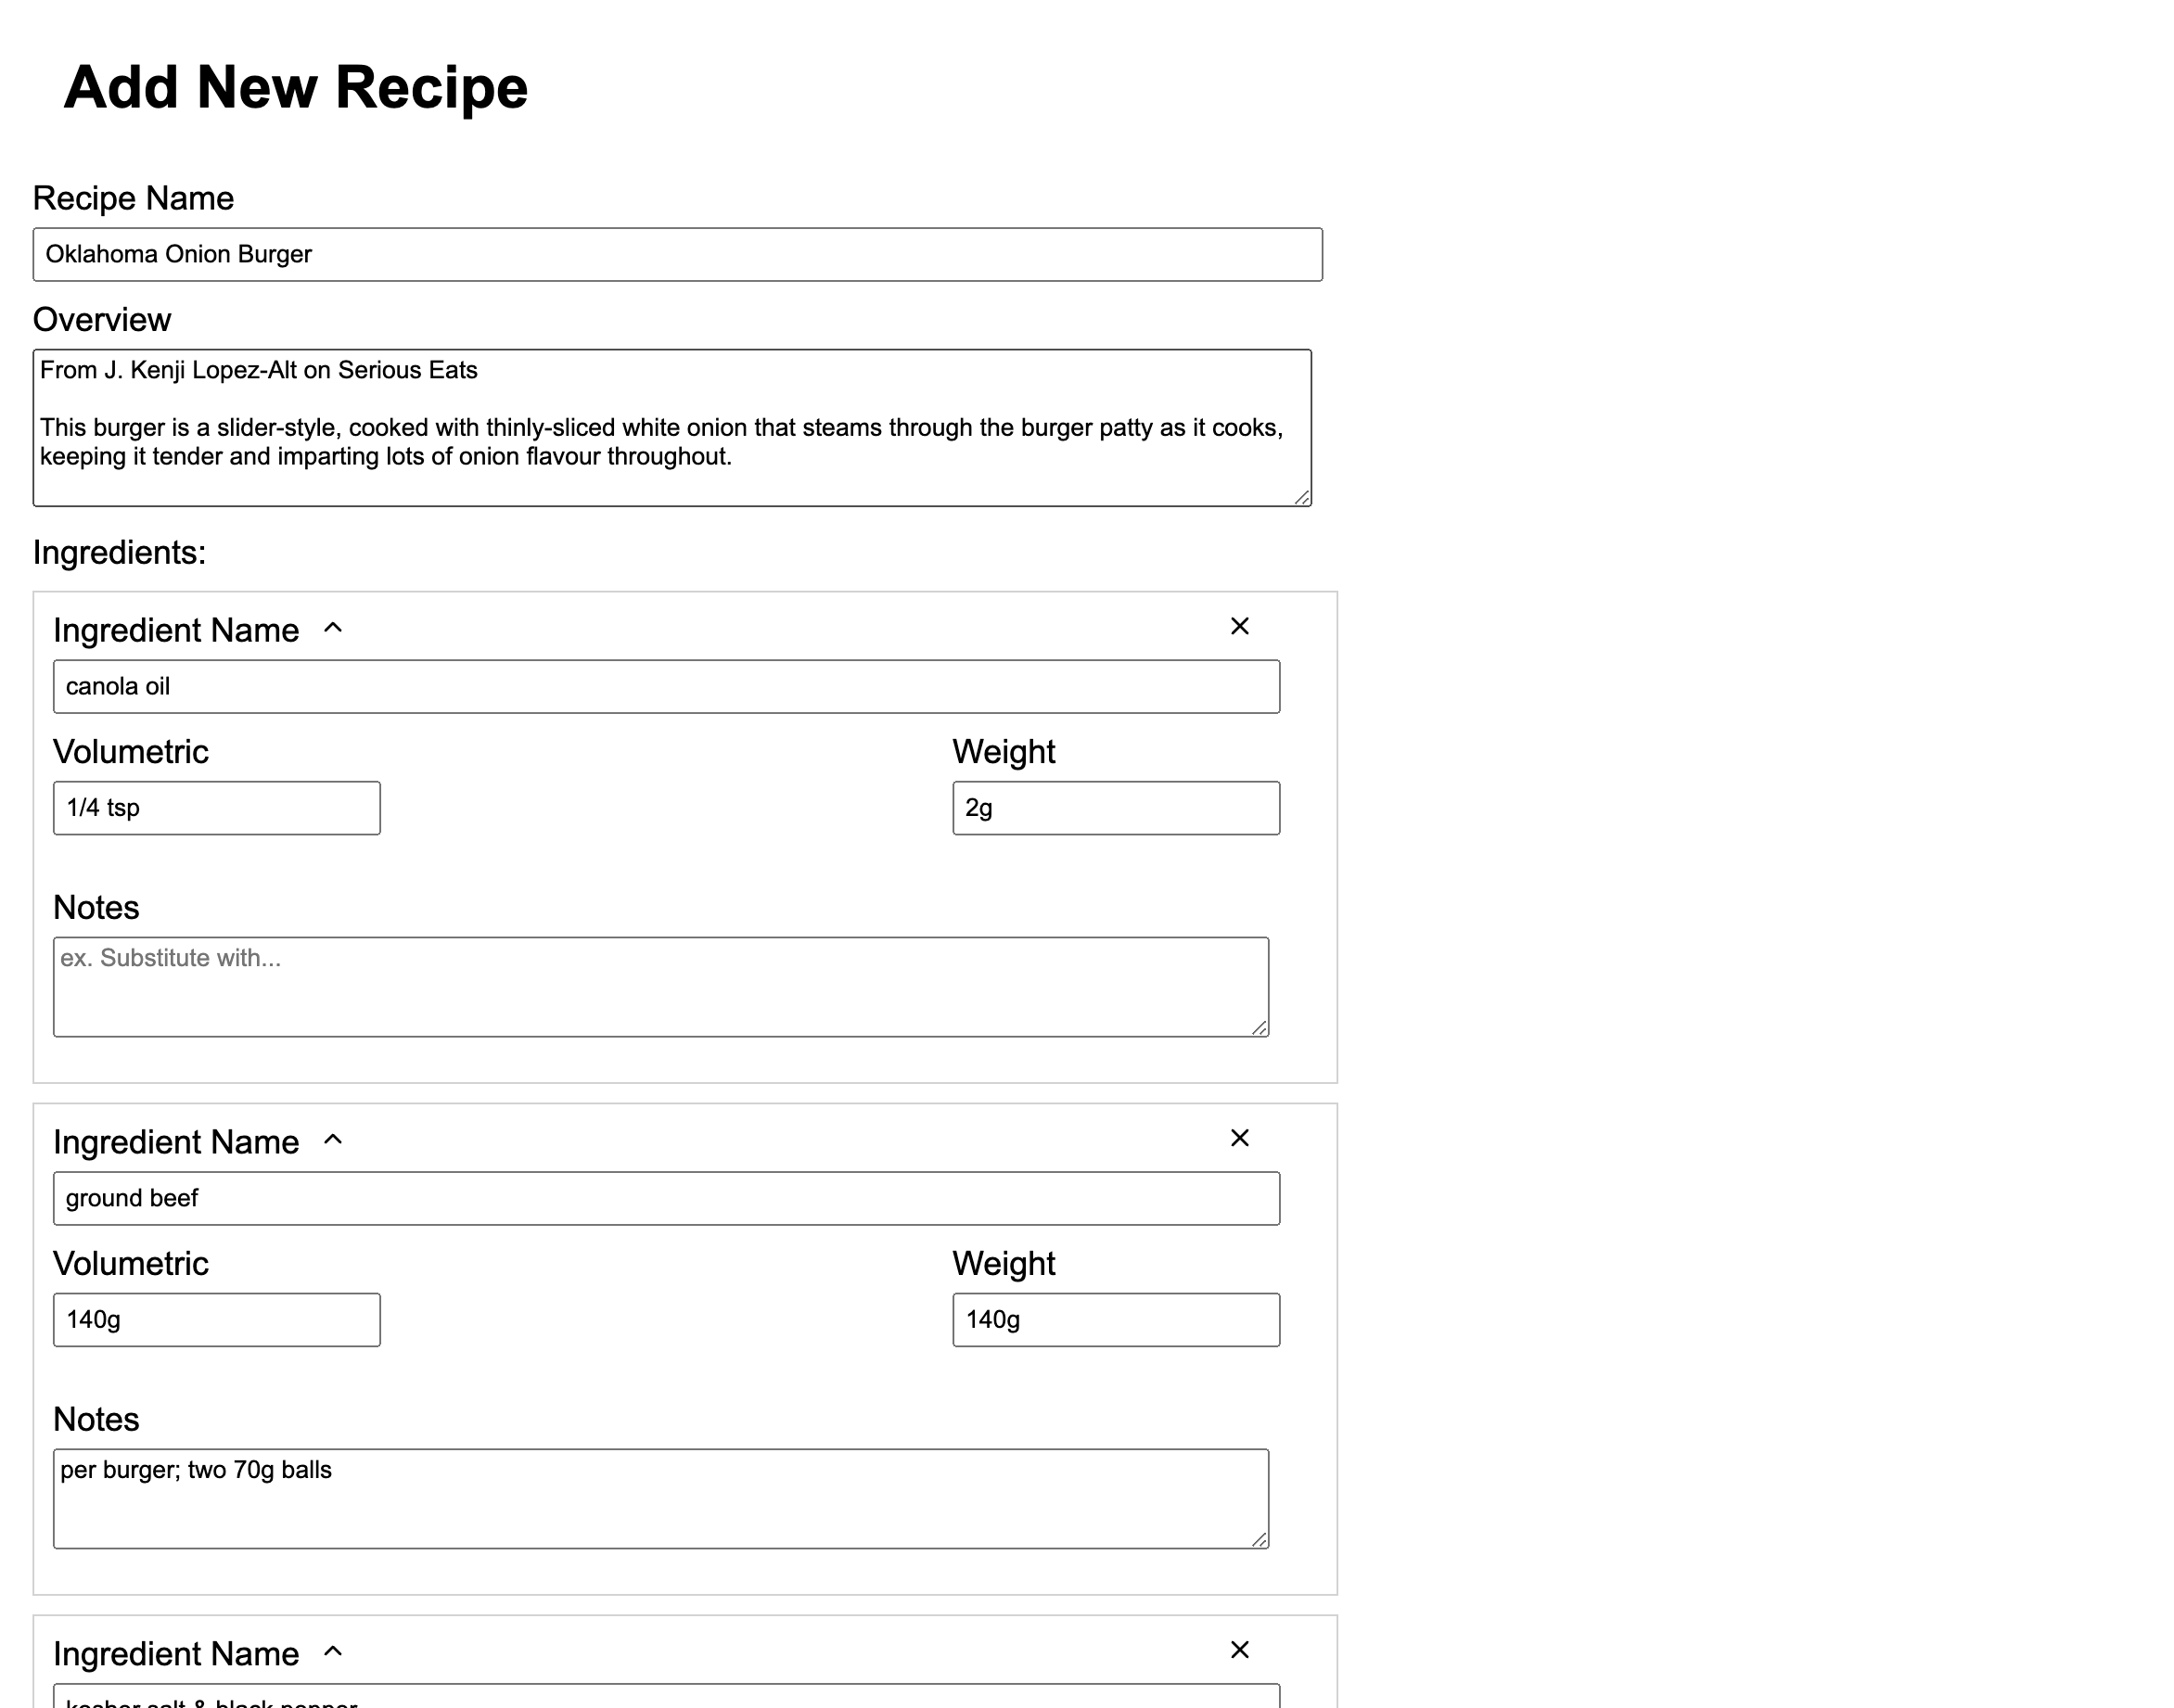 Add New Recipe
Recipe Name
Oklahoma Onion Burger
Overview
From J. Kenji Lopez-Alt on Serious Eats
This burger is a slider-style, cooked with thinly-sliced white onion that steams through the burger patty as it cooks,
keeping it tender and imparting lots of onion flavour throughout.
Ingredients:
Ingredient Name
canola oil
Volumetric Weight
1/4 tsp 2g
Notes
ex. Substitute with...
Ingredient Name
ground beef
Volumetric Weight
140g 140g
Notes
per burger; two 70g balls
Ingredient Name
kosher salt & black pepper